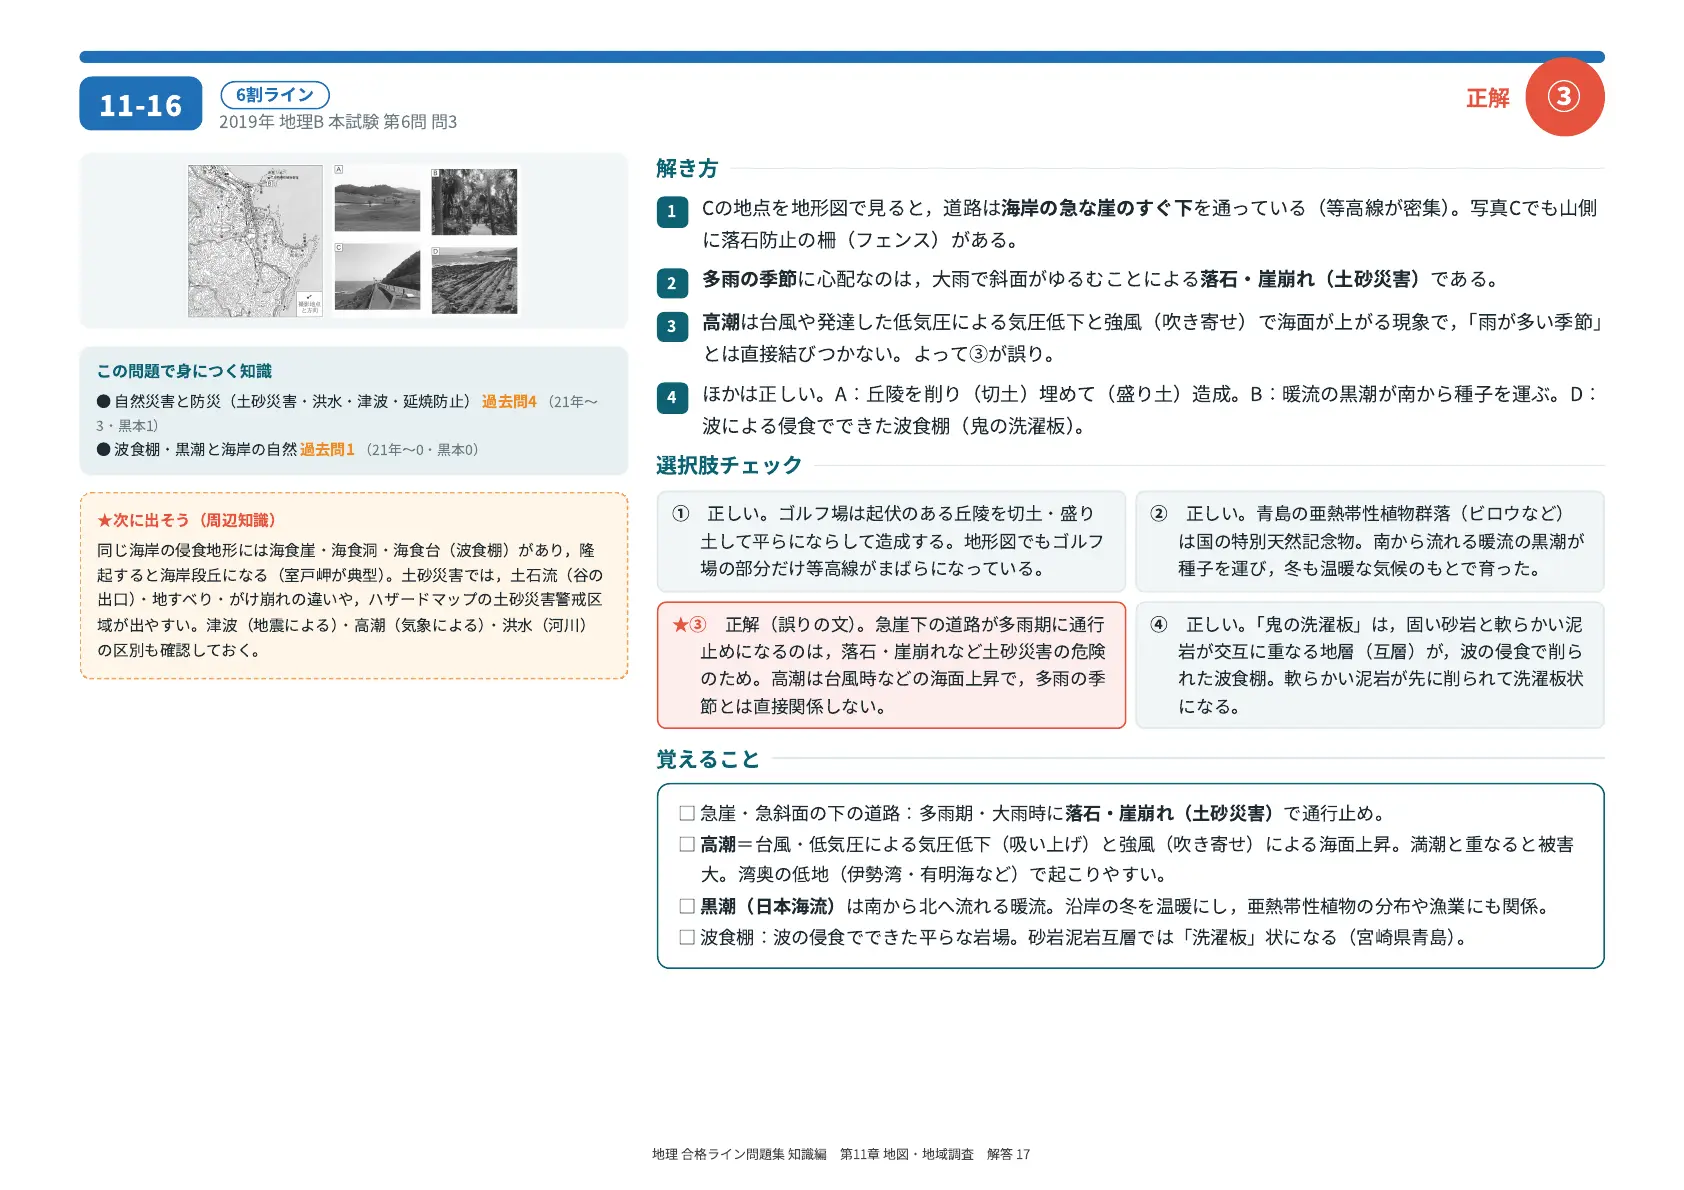 11-16
6割ライン
2019年 地理B 本試験 第6問 問3
正解
③
A
B
C
D
撮影地点
と方向
この問題で身につく知識
● 自然災害と防災（土砂災害・洪水・津波・延焼防止） 過去問4 （21年～
3・黒本1）
● 波食棚・黒潮と海岸の自然 過去問1 （21年～0・黒本0）
★次に出そう（周辺知識）
同じ海岸の侵食地形には海食崖・海食洞・海食台（波食棚）があり，隆
起すると海岸段丘になる（室戸岬が典型）。土砂災害では，土石流（谷の
出口）・地すべり・がけ崩れの違いや，ハザードマップの土砂災害警戒区
域が出やすい。津波（地震による）・高潮（気象による）・洪水（河川）
の区別も確認しておく。
解き方
1 Cの地点を地形図で見ると，道路は海岸の急な崖のすぐ下を通っている（等高線が密集）。写真Cでも山側
に落石防止の柵（フェンス）がある。
2 多雨の季節に心配なのは，大雨で斜面がゆるむことによる落石・崖崩れ（土砂災害）である。
3 高潮は台風や発達した低気圧による気圧低下と強風（吹き寄せ）で海面が上がる現象で，「雨が多い季節」
とは直接結びつかない。よって③が誤り。
4 ほかは正しい。A：丘陵を削り（切土）埋めて（盛り土）造成。B：暖流の黒潮が南から種子を運ぶ。D：
波による侵食でできた波食棚（鬼の洗濯板）。
選択肢チェック
① 正しい。ゴルフ場は起伏のある丘陵を切土・盛り
土して平らにならして造成する。地形図でもゴルフ
場の部分だけ等高線がまばらになっている。
② 正しい。青島の亜熱帯性植物群落（ビロウなど）
は国の特別天然記念物。南から流れる暖流の黒潮が
種子を運び，冬も温暖な気候のもとで育った。
★③ 正解（誤りの文）。急崖下の道路が多雨期に通行
止めになるのは，落石・崖崩れなど土砂災害の危険
のため。高潮は台風時などの海面上昇で，多雨の季
節とは直接関係しない。
④ 正しい。「鬼の洗濯板」は，固い砂岩と軟らかい泥
岩が交互に重なる地層（互層）が，波の侵食で削ら
れた波食棚。軟らかい泥岩が先に削られて洗濯板状
になる。
覚えること
□ 急崖・急斜面の下の道路：多雨期・大雨時に落石・崖崩れ（土砂災害）で通行止め。
□ 高潮＝台風・低気圧による気圧低下（吸い上げ）と強風（吹き寄せ）による海面上昇。満潮と重なると被害
大。湾奥の低地（伊勢湾・有明海など）で起こりやすい。
□ 黒潮（日本海流）は南から北へ流れる暖流。沿岸の冬を温暖にし，亜熱帯性植物の分布や漁業にも関係。
□ 波食棚：波の侵食でできた平らな岩場。砂岩泥岩互層では「洗濯板」状になる（宮崎県青島）。
地理 合格ライン問題集 知識編 第11章 地図・地域調査 解答 17